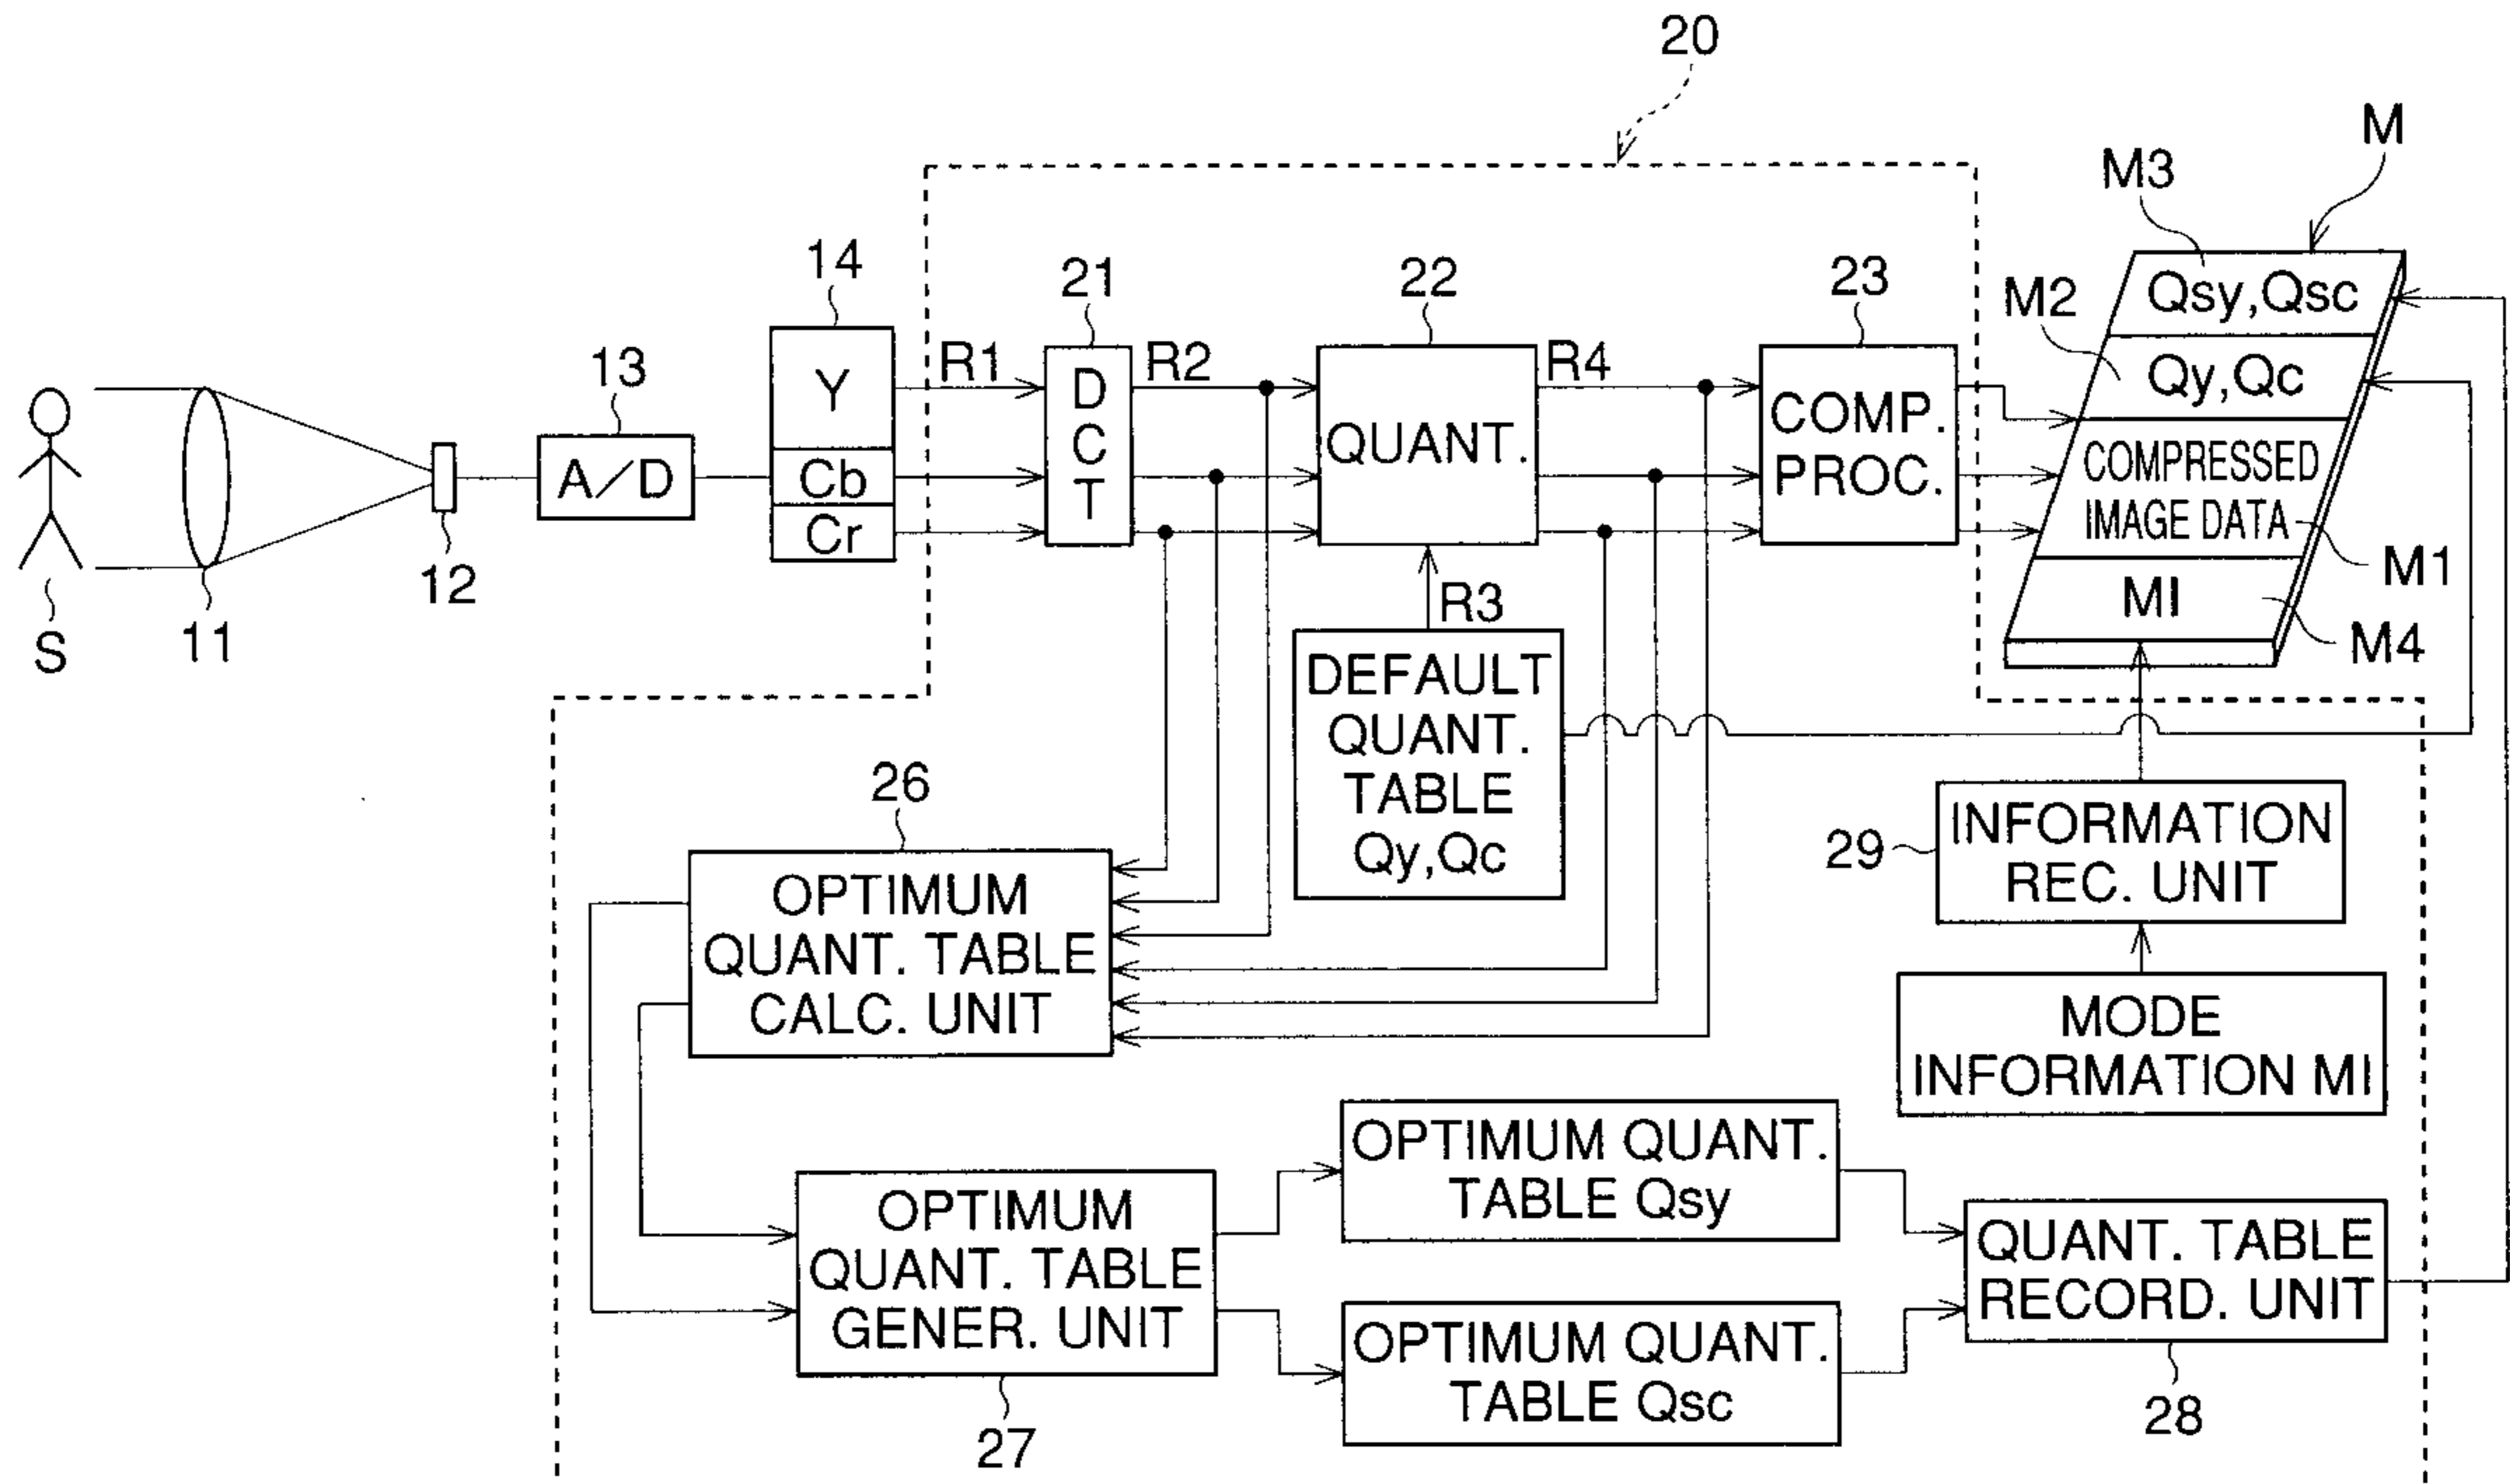 20
M
M3
14
21
22
23
M2
Qsy,Qsc
13
Y
R1
D
C
T
R2
R4
Qy,Qc
QUANT.
COMP.
PROC.
COMPRESSED
IMAGE DATA
A/D
Cb
Cr
M1
12
MI
S
11
R3
M4
DEFAULT
QUANT.
TABLE
Qy,Qc
26
29
INFORMATION
REC. UNIT
OPTIMUM
QUANT. TABLE
CALC. UNIT
MODE
INFORMATION MI
OPTIMUM QUANT.
TABLE Qsy
OPTIMUM
QUANT. TABLE
GENER. UNIT
QUANT. TABLE
RECORD. UNIT
OPTIMUM QUANT.
TABLE Qsc
27
28